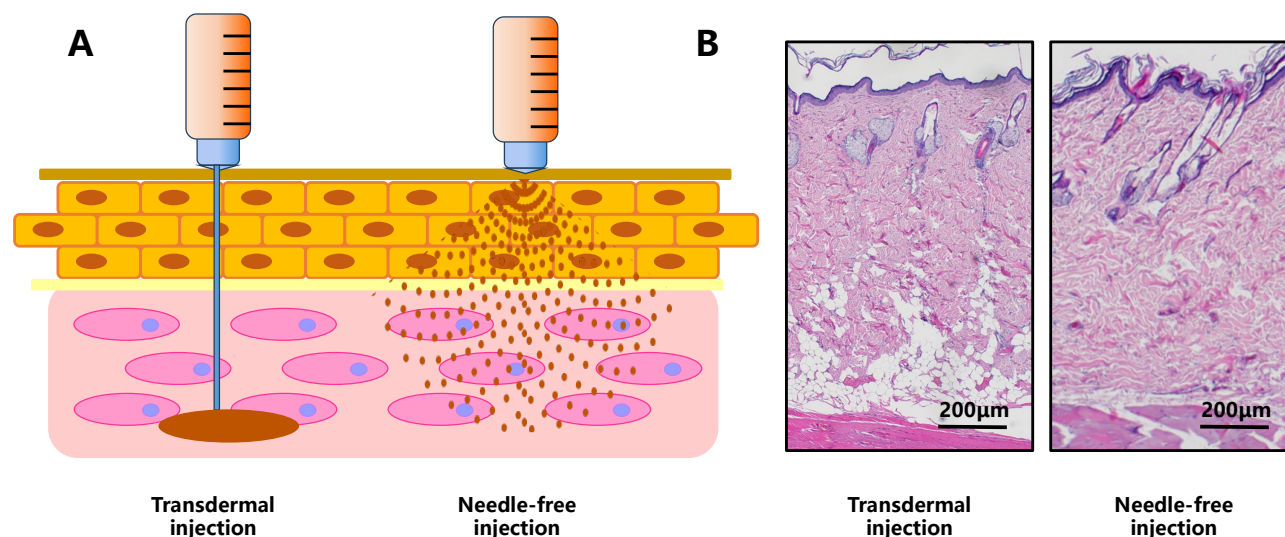 A
B
200μm
200μm
Transdermal
injection
Needle-free
injection
Transdermal
injection
Needle-free
injection